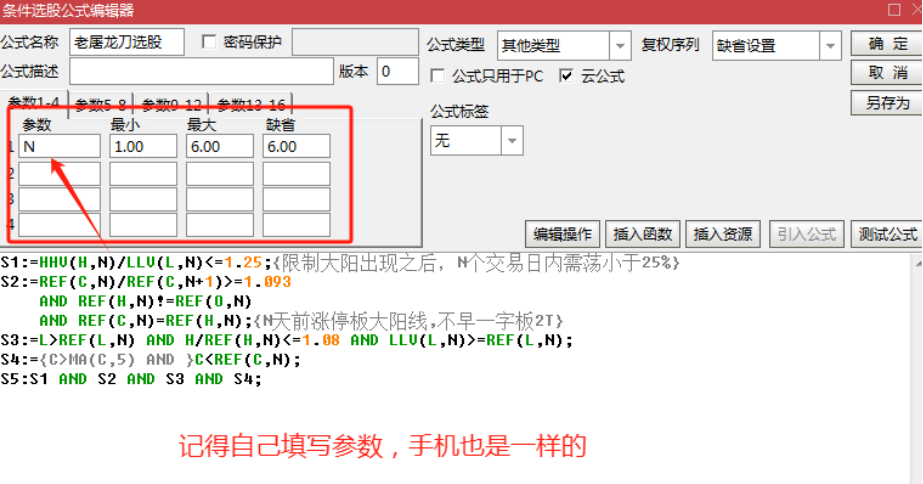 条件选股公式编辑器
公式名称 老屠龙刀选股 密码保护 公式类型 其他类型 复权序列 缺省设置 确 定
公式描述 版本 0 公式只用于PC 云公式 取 消
参数1-4 参数5-8 参数9-12 参数13-16 公式标签 另存为
参数 最小 最大 缺省
1 N 1.00 6.00 6.00 无
2
3
4
编辑操作 插入函数 插入资源 引入公式 测试公式
S1:=HHV(H,N)/LLV(L,N)<=1.25;{限制大阳出现之后，N个交易日内需荡小于25%}
S2:=REF(C,N)/REF(C,N+1)>=1.093
AND REF(H,N)!=REF(O,N)
AND REF(C,N)=REF(H,N);{N天前涨停板大阳线,不早一字板2T}
S3:=L>REF(L,N) AND H/REF(H,N)<=1.08 AND LLV(L,N)>=REF(L,N);
S4:={C>MA(C,5) AND }C<REF(C,N);
S5:S1 AND S2 AND S3 AND S4;
记得自己填写参数，手机也是一样的